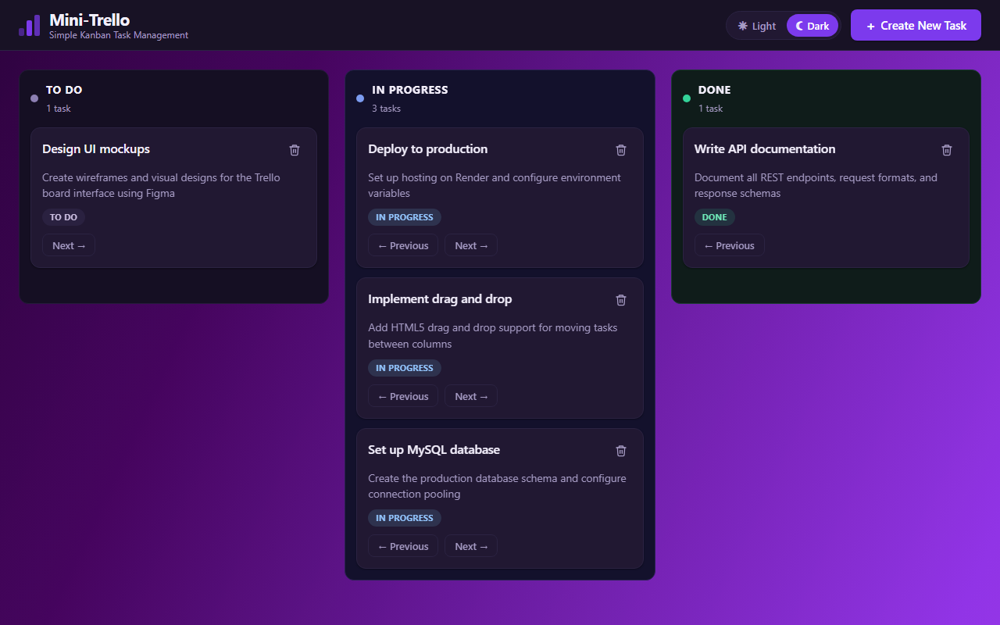 Mini-Trello
Simple Kanban Task Management
Light
Dark
+ Create New Task
TO DO
1 task
Design UI mockups
Create wireframes and visual designs for the Trello
board interface using Figma
TO DO
Next →
IN PROGRESS
3 tasks
Deploy to production
Set up hosting on Render and configure environment
variables
IN PROGRESS
← Previous
Next →
Implement drag and drop
Add HTML5 drag and drop support for moving tasks
between columns
IN PROGRESS
← Previous
Next →
Set up MySQL database
Create the production database schema and configure
connection pooling
IN PROGRESS
← Previous
Next →
DONE
1 task
Write API documentation
Document all REST endpoints, request formats, and
response schemas
DONE
← Previous